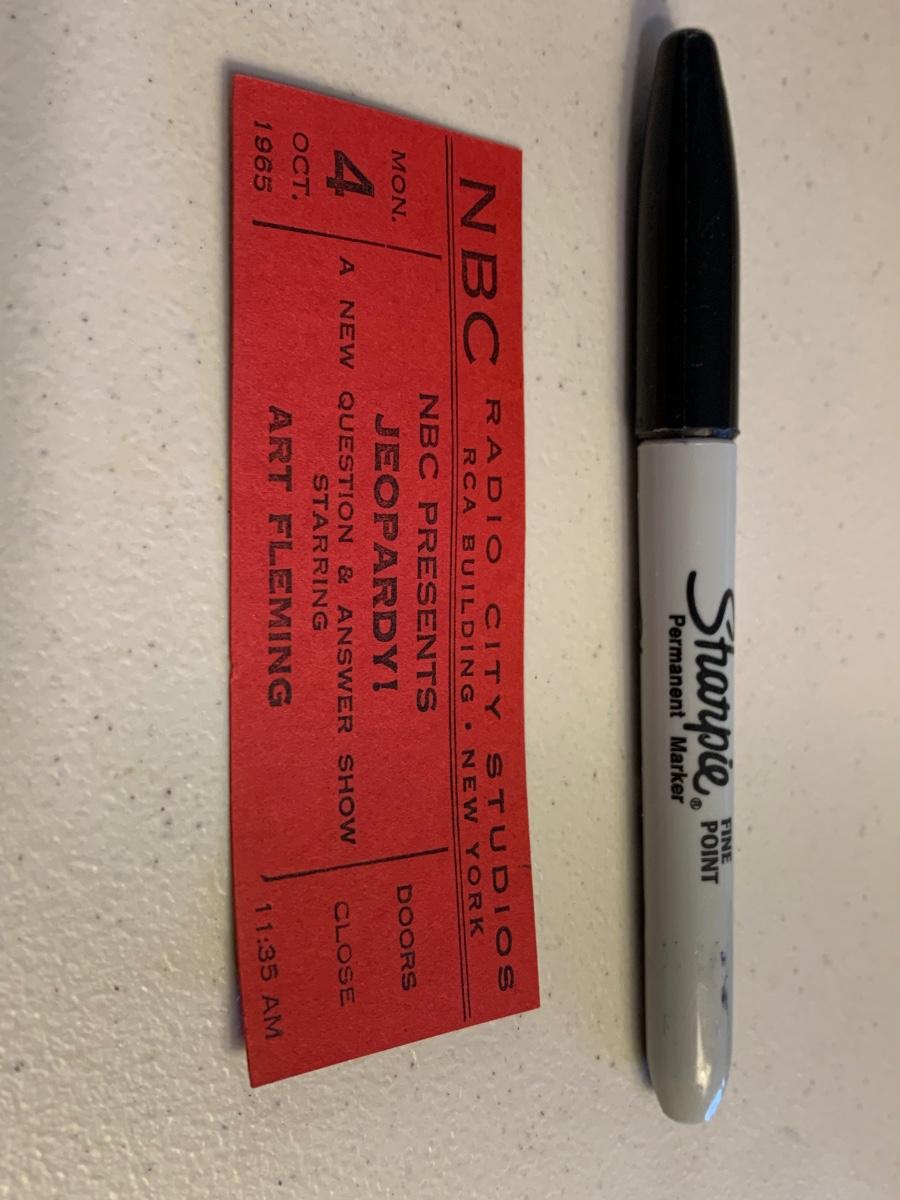 NBC RADIO CITY STUDIOS
RCA BUILDING • NEW YORK
MON.
4
OCT.
1965
NBC PRESENTS
JEOPARDY!
A NEW QUESTION & ANSWER SHOW
STARRING
ART FLEMING
DOORS
CLOSE
11:35 AM
Sharpie®
Permanent Marker
FINE
POINT